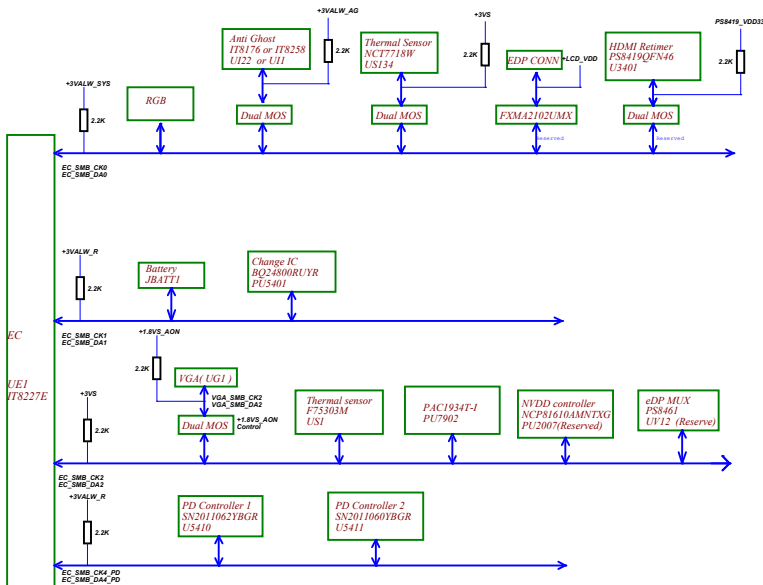 +3VALW_AG
+3VS
PS8419_VDD33
Anti Ghost
IT8176 or IT8258
UI22 or UI1
2.2K
Thermal Sensor
NCT7718W
US134
2.2K
EDP CONN
+LCD_VDD
HDMI Retimer
PS8419QFN46
U3401
2.2K
+3VALW_SYS
2.2K
RGB
Dual MOS
Dual MOS
FXMA2102UMX
Dual MOS
Reserved
Reserved
EC_SMB_CK0
EC_SMB_DA0
+3VALW_R
2.2K
Battery
JBATT1
Change IC
BQ24800RUYR
PU5401
EC_SMB_CK1
EC_SMB_DA1
EC
UE1
IT8227E
+1.8VS_AON
2.2K
VGA( UG1 )
VGA_SMB_CK2
VGA_SMB_DA2
Dual MOS
+1.8VS_AON
Control
+3VS
2.2K
Thermal sensor
F75303M
US1
PAC1934T-I
PU7902
NVDD controller
NCP81610AMNTXG
PU2007(Reserved)
eDP MUX
PS8461
UV12 (Reserve)
EC_SMB_CK2
EC_SMB_DA2
+3VALW_R
2.2K
PD Controller 1
SN2011062YBGR
U5410
PD Controller 2
SN2011060YBGR
U5411
EC_SMB_CK4_PD
EC_SMB_DA4_PD